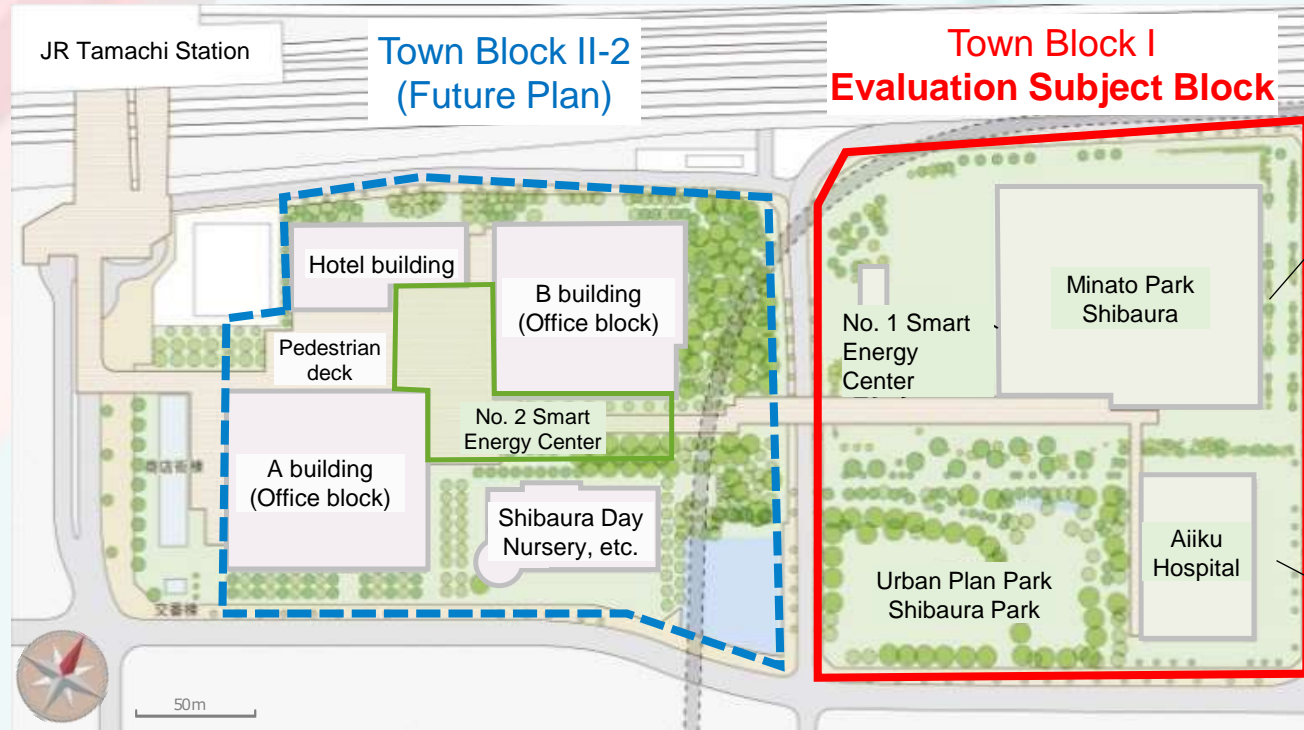 JR Tamachi Station
Town Block II-2
(Future Plan)
Town Block I
Evaluation Subject Block
Hotel building
B building
(Office block)
Pedestrian
deck
No. 2 Smart
Energy Center
A building
(Office block)
Shibaura Day
Nursery, etc.
No. 1 Smart
Energy
Center
Minato Park
Shibaura
Aiiku
Hospital
Urban Plan Park
Shibaura Park
商店街棟
交番棟
50m